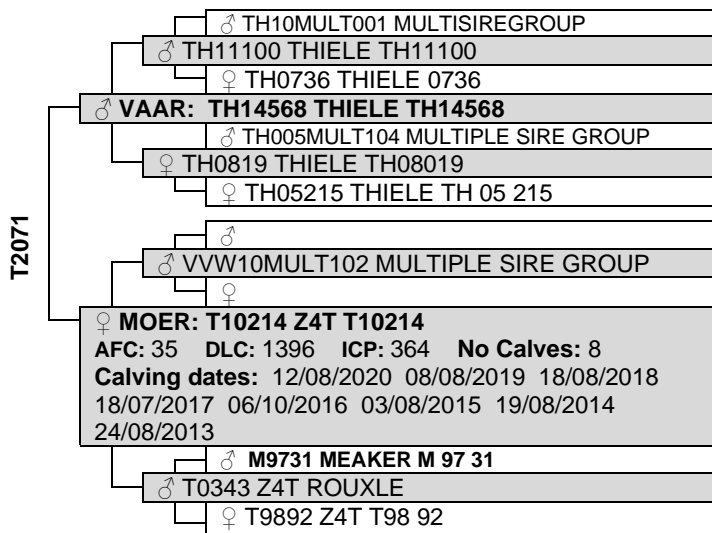 ♂ TH10MULT001 MULTISIREGROUP
♂ TH11100 THIELE TH11100
♀ TH0736 THIELE 0736
♂ VAAR: TH14568 THIELE TH14568
♂ TH005MULT104 MULTIPLE SIRE GROUP
♀ TH0819 THIELE TH08019
♀ TH05215 THIELE TH 05 215
T2071
♂
♂ VVW10MULT102 MULTIPLE SIRE GROUP
♀
♀ MOER: T10214 Z4T T10214
AFC: 35 DLC: 1396 ICP: 364 No Calves: 8
Calving dates: 12/08/2020 08/08/2019 18/08/2018
18/07/2017 06/10/2016 03/08/2015 19/08/2014
24/08/2013
♂ M9731 MEAKER M 97 31
♂ T0343 Z4T ROUXLE
♀ T9892 Z4T T98 92